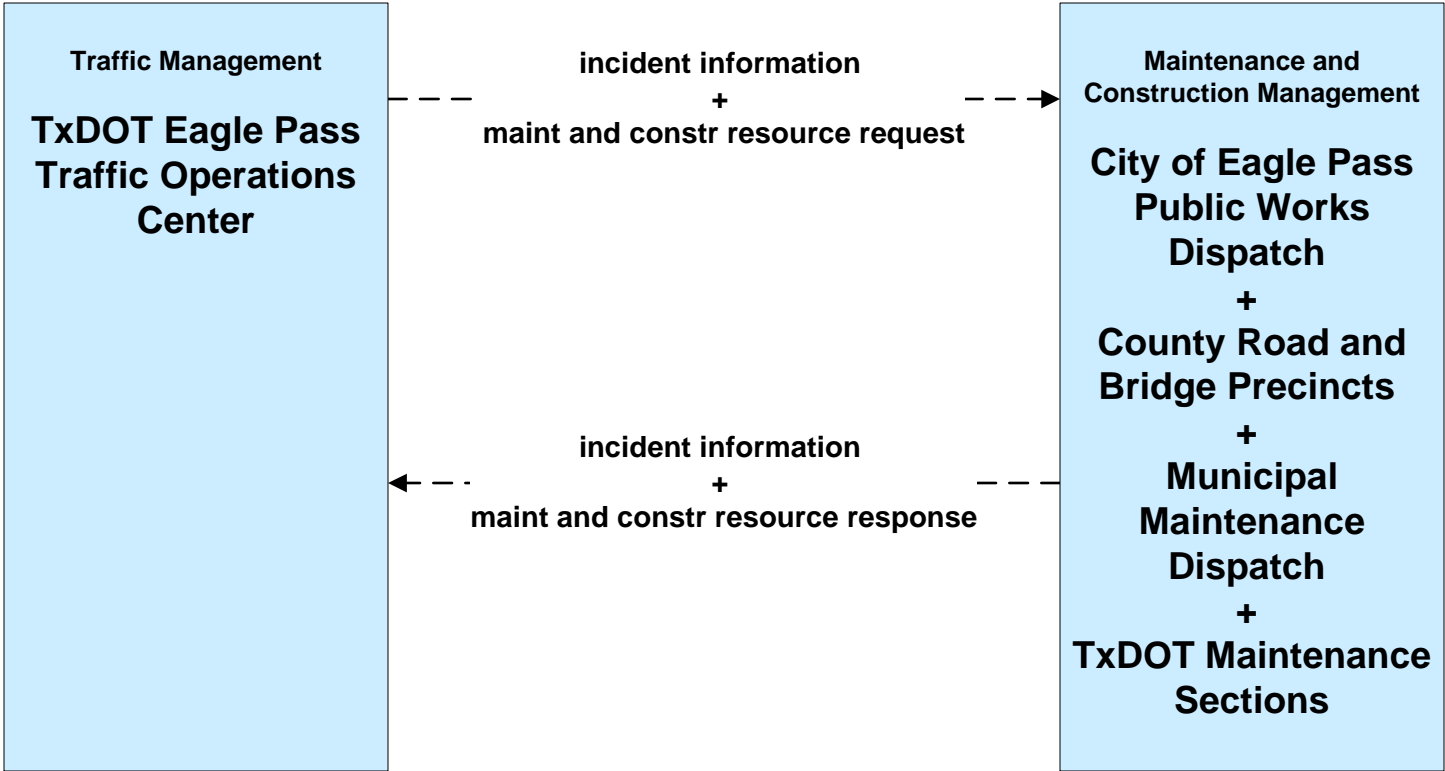 Traffic Management
TxDOT Eagle Pass
Traffic Operations
Center
incident information
+
maint and constr resource request
incident information
+
maint and constr resource response
Maintenance and
Construction Management
City of Eagle Pass
Public Works
Dispatch
+
County Road and
Bridge Precincts
+
Municipal
Maintenance
Dispatch
+
TxDOT Maintenance
Sections